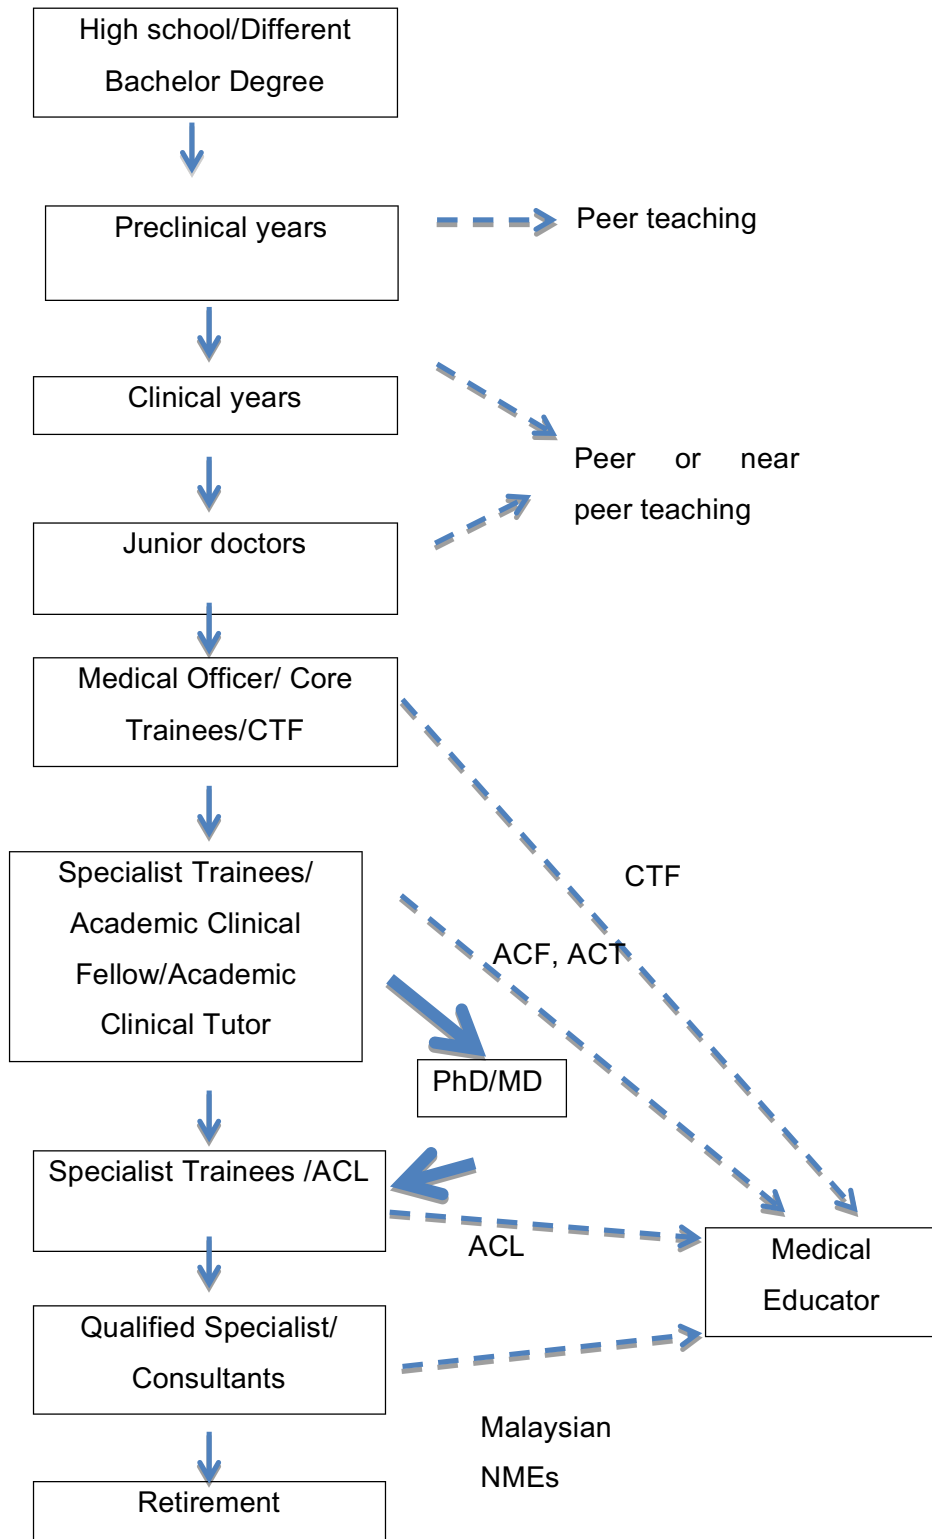 High school/Different
Bachelor Degree
Preclinical years
Peer teaching
Clinical years
Peer or near
peer teaching
Junior doctors
Medical Officer/ Core
Trainees/CTF
Specialist Trainees/
Academic Clinical
Fellow/Academic
Clinical Tutor
CTF
ACF, ACT
PhD/MD
Specialist Trainees /ACL
ACL
Medical
Educator
Qualified Specialist/
Consultants
Malaysian
NMEs
Retirement